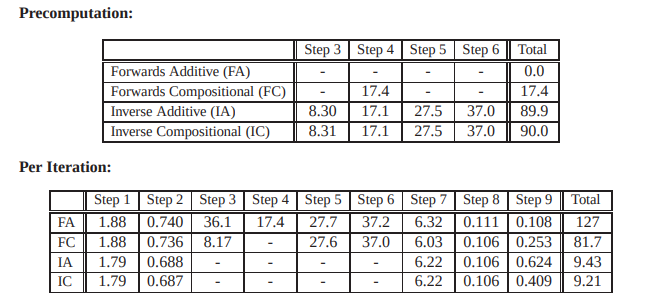 Precomputation:
Step 3 Step 4 Step 5 Step 6 Total
Forwards Additive (FA) - - - - 0.0
Forwards Compositional (FC) - 17.4 - - 17.4
Inverse Additive (IA) 8.30 17.1 27.5 37.0 89.9
Inverse Compositional (IC) 8.31 17.1 27.5 37.0 90.0
Per Iteration:
Step 1 Step 2 Step 3 Step 4 Step 5 Step 6 Step 7 Step 8 Step 9 Total
FA 1.88 0.740 36.1 17.4 27.7 37.2 6.32 0.111 0.108 127
FC 1.88 0.736 8.17 - 27.6 37.0 6.03 0.106 0.253 81.7
IA 1.79 0.688 - - - - 6.22 0.106 0.624 9.43
IC 1.79 0.687 - - - - 6.22 0.106 0.409 9.21